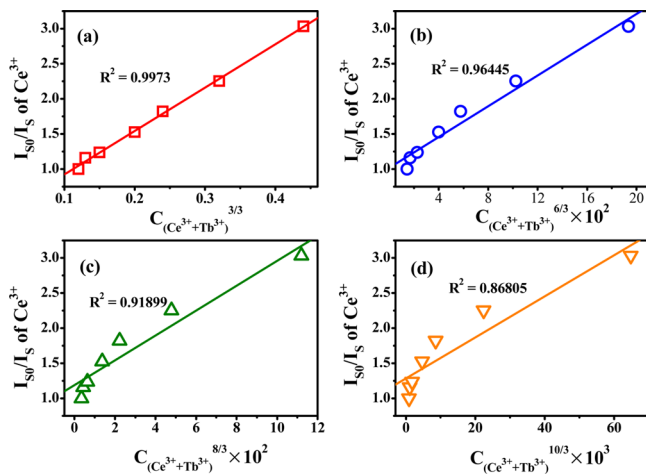 (a)
R² = 0.9973
I_S0/I_S of Ce³⁺
3.0
2.5
2.0
1.5
1.0
0.1
0.2
0.3
0.4
C_(Ce³⁺+Tb³⁺)^3/3
(b)
R² = 0.96445
I_S0/I_S of Ce³⁺
3.0
2.5
2.0
1.5
1.0
4
8
12
16
20
C_(Ce³⁺+Tb³⁺)^6/3×10²
(c)
R² = 0.91899
I_S0/I_S of Ce³⁺
3.0
2.5
2.0
1.5
1.0
0
2
4
6
8
10
12
C_(Ce³⁺+Tb³⁺)^8/3×10²
(d)
R² = 0.86805
I_S0/I_S of Ce³⁺
3.0
2.5
2.0
1.5
1.0
0
20
40
60
C_(Ce³⁺+Tb³⁺)^10/3×10³